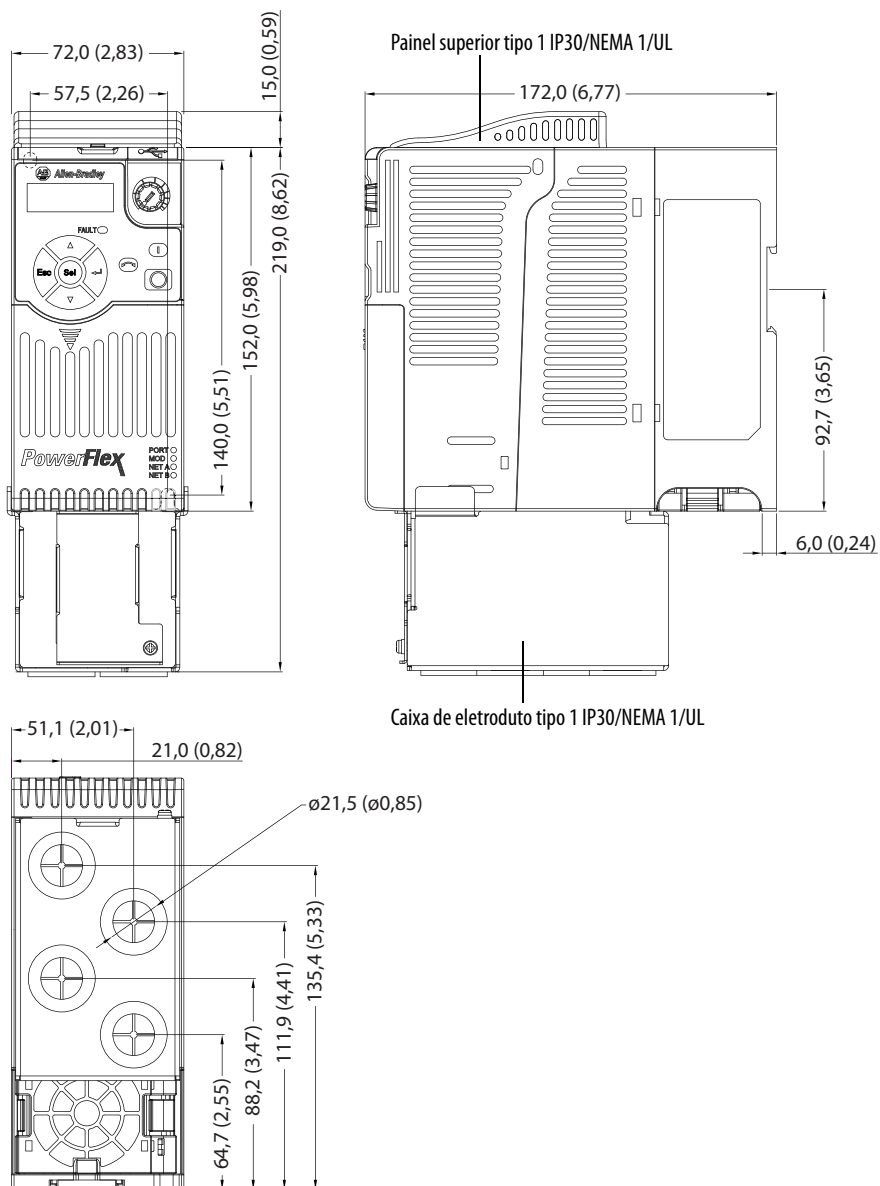 72,0 (2,83)
57,5 (2,26)
15,0 (0,59)
Allen-Bradley
FAULT
Esc
Sel
PowerFlex
PORT
MOD
NET A
NET B
140,0 (5,51)
152,0 (5,98)
219,0 (8,62)
Painel superior tipo 1 IP30/NEMA 1/UL
172,0 (6,77)
92,7 (3,65)
6,0 (0,24)
Caixa de eletroduto tipo 1 IP30/NEMA 1/UL
51,1 (2,01)
21,0 (0,82)
ø21,5 (ø0,85)
64,7 (2,55)
88,2 (3,47)
111,9 (4,41)
135,4 (5,33)